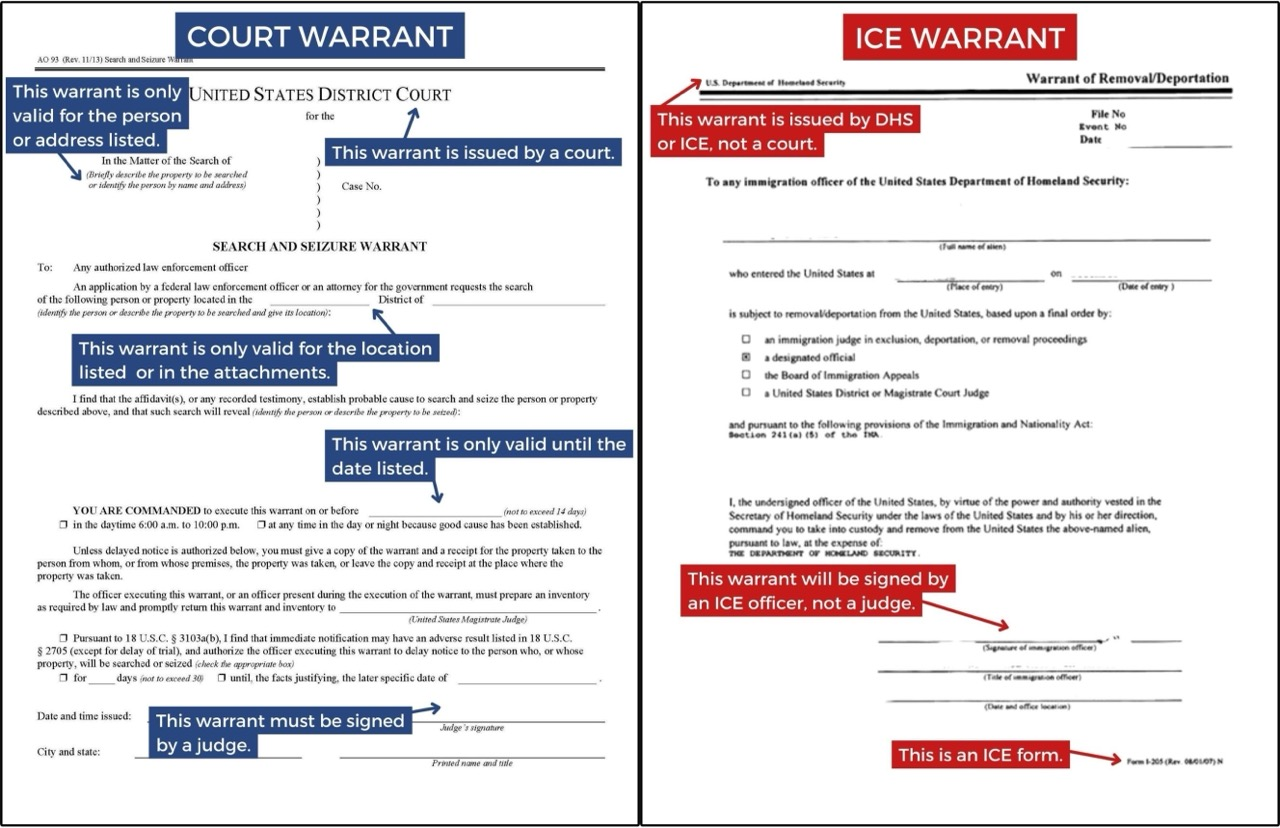 COURT WARRANT
AO 93 (Rev. 11/13) Search and Seizure Warrant
This warrant is only
valid for the person
or address listed.
UNITED STATES DISTRICT COURT
for the
This warrant is issued by a court.
In the Matter of the Search of
(Briefly describe the property to be searched
or identify the person by name and address)
)
)
)
)
)
)
Case No.
SEARCH AND SEIZURE WARRANT
To: Any authorized law enforcement officer
An application by a federal law enforcement officer or an attorney for the government requests the search
of the following person or property located in the District of
(identify the person or describe the property to be searched and give its location):
This warrant is only valid for the location
listed or in the attachments.
I find that the affidavit(s), or any recorded testimony, establish probable cause to search and seize the person or property
described above, and that such search will reveal (identify the person or describe the property to be seized):
This warrant is only valid until the
date listed.
YOU ARE COMMANDED to execute this warrant on or before (not to exceed 14 days)
☐ in the daytime 6:00 a.m. to 10:00 p.m. ☐ at any time in the day or night because good cause has been established.
Unless delayed notice is authorized below, you must give a copy of the warrant and a receipt for the property taken to the
person from whom, or from whose premises, the property was taken, or leave the copy and receipt at the place where the
property was taken.
The officer executing this warrant, or an officer present during the execution of the warrant, must prepare an inventory
as required by law and promptly return this warrant and inventory to .
(United States Magistrate Judge)
☐ Pursuant to 18 U.S.C. § 3103a(b), I find that immediate notification may have an adverse result listed in 18 U.S.C.
§ 2705 (except for delay of trial), and authorize the officer executing this warrant to delay notice to the person who, or whose
property, will be searched or seized (check the appropriate box)
☐ for days (not to exceed 30) ☐ until, the facts justifying, the later specific date of .
Date and time issued:
This warrant must be signed
by a judge.
Judge's signature
City and state:
Printed name and title
ICE WARRANT
U.S. Department of Homeland Security
Warrant of Removal/Deportation
This warrant is issued by DHS
or ICE, not a court.
File No
Event No
Date
To any immigration officer of the United States Department of Homeland Security:
(Full name of alien)
who entered the United States at on
(Place of entry) (Date of entry )
is subject to removal/deportation from the United States, based upon a final order by:
☐ an immigration judge in exclusion, deportation, or removal proceedings
☒ a designated official
☐ the Board of Immigration Appeals
☐ a United States District or Magistrate Court Judge
and pursuant to the following provisions of the Immigration and Nationality Act:
Section 241(a)(5) of the INA.
I, the undersigned officer of the United States, by virtue of the power and authority vested in the
Secretary of Homeland Security under the laws of the United States and by his or her direction,
command you to take into custody and remove from the United States the above-named alien,
pursuant to law, at the expense of:
THE DEPARTMENT OF HOMELAND SECURITY.
This warrant will be signed by
an ICE officer, not a judge.
(Signature of immigration officer)
(Title of immigration officer)
(Date and office location)
This is an ICE form.
Form I-205 (Rev. 08/01/07) N